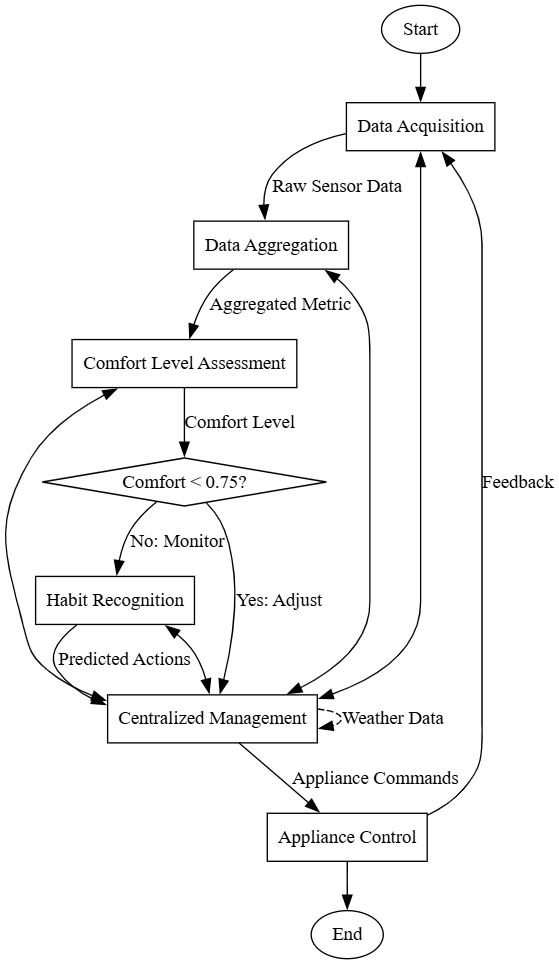 Start
Data Acquisition
Raw Sensor Data
Data Aggregation
Aggregated Metric
Comfort Level Assessment
Comfort Level
Comfort < 0.75?
Feedback
No: Monitor
Habit Recognition
Yes: Adjust
Predicted Actions
Centralized Management
Weather Data
Appliance Commands
Appliance Control
End